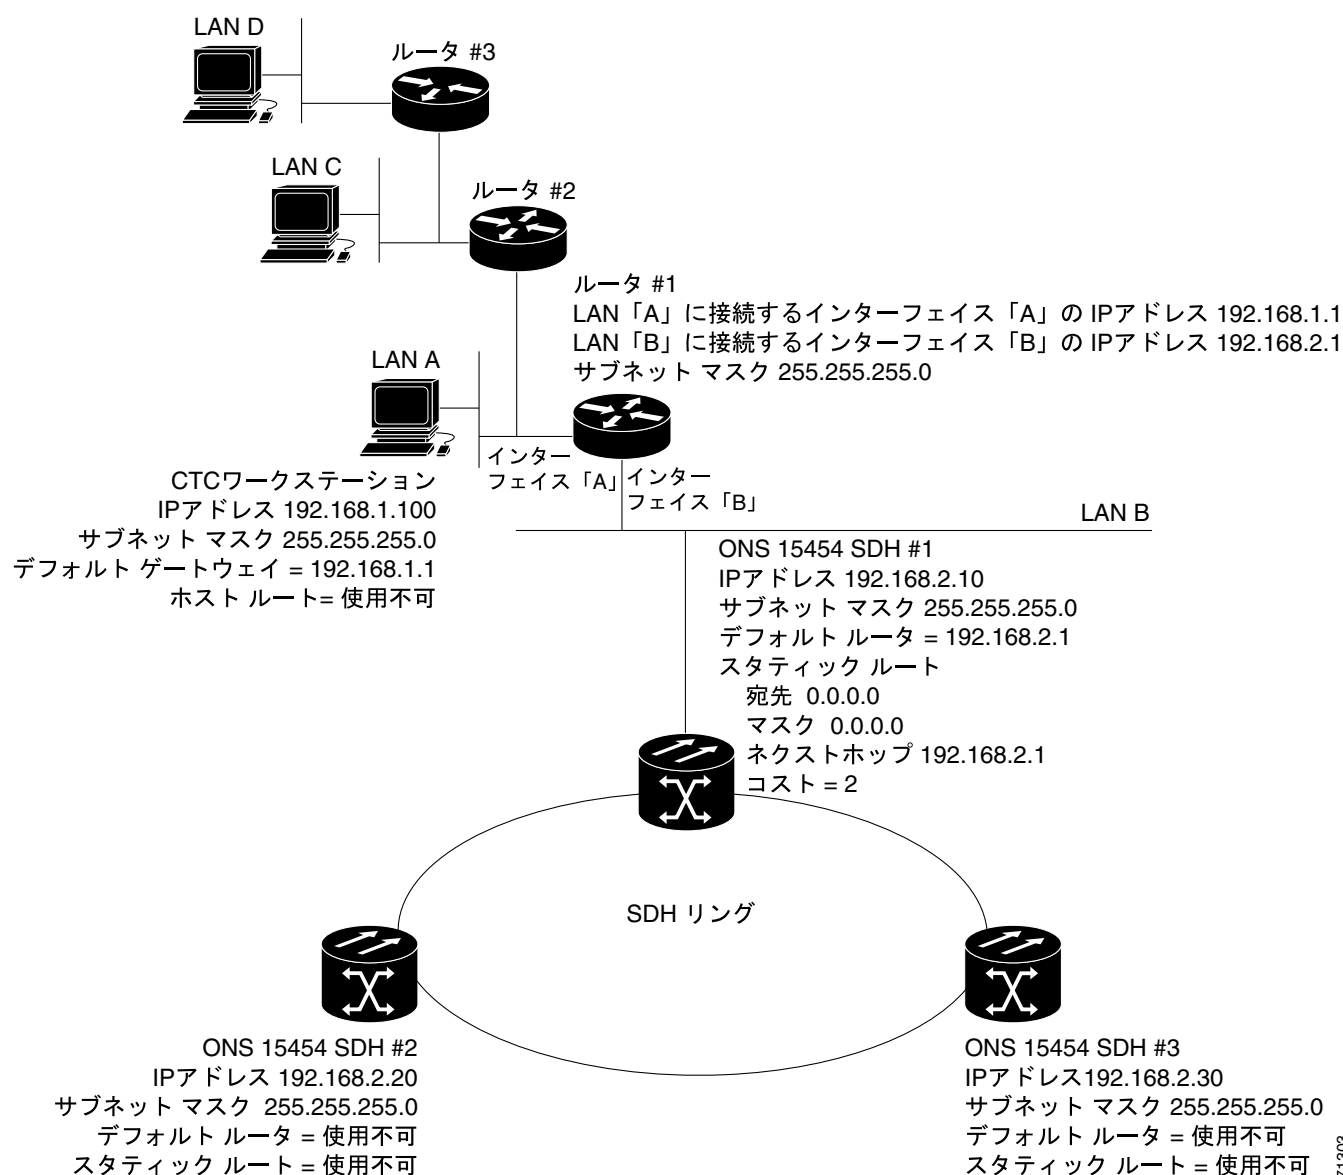 LAN D
ルータ #3
LAN C
ルータ #2
ルータ #1
LAN「A」に接続するインターフェイス「A」の IPアドレス 192.168.1.1
LAN「B」に接続するインターフェイス「B」の IPアドレス 192.168.2.1
サブネット マスク 255.255.255.0
LAN A
インター
フェイス「A」
インター
フェイス「B」
CTCワークステーション
IPアドレス 192.168.1.100
サブネット マスク 255.255.255.0
デフォルト ゲートウェイ = 192.168.1.1
ホスト ルート= 使用不可
LAN B
ONS 15454 SDH #1
IPアドレス 192.168.2.10
サブネット マスク 255.255.255.0
デフォルト ルータ = 192.168.2.1
スタティック ルート
宛先 0.0.0.0
マスク 0.0.0.0
ネクストホップ 192.168.2.1
コスト = 2
SDH リング
ONS 15454 SDH #2
IPアドレス 192.168.2.20
サブネット マスク 255.255.255.0
デフォルト ルータ = 使用不可
スタティック ルート = 使用不可
ONS 15454 SDH #3
IPアドレス192.168.2.30
サブネット マスク 255.255.255.0
デフォルト ルータ = 使用不可
スタティック ルート = 使用不可